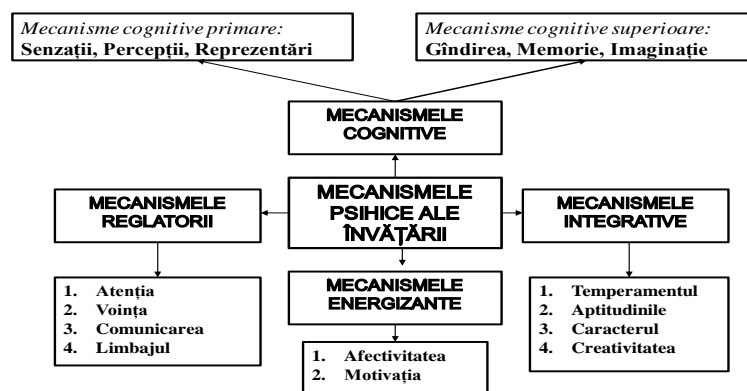 Mecanisme cognitive primare:
Senzații, Percepții, Reprezentări
Mecanisme cognitive superioare:
Gîndirea, Memorie, Imaginație
MECANISMELE
COGNITIVE
MECANISMELE
REGLATORII
MECANISMELE
PSIHICE ALE
ÎNVĂȚĂRII
MECANISMELE
INTEGRATIVE
1. Atenția
2. Voința
3. Comunicarea
4. Limbajul
MECANISMELE
ENERGIZANTE
1. Temperamentul
2. Aptitudinile
3. Caracterul
4. Creativitatea
1. Afectivitatea
2. Motivația